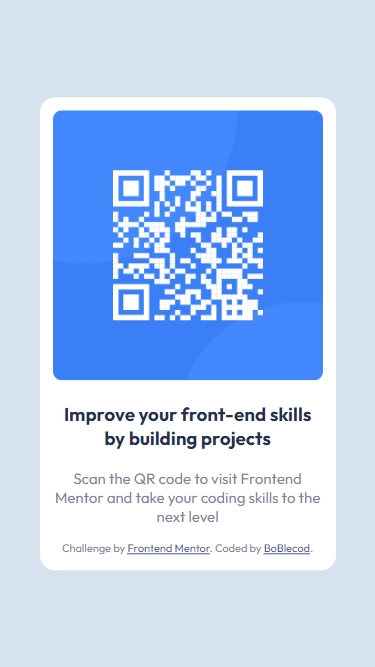 Improve your front-end skills
by building projects
Scan the QR code to visit Frontend
Mentor and take your coding skills to the
next level
Challenge by Frontend Mentor. Coded by BoBlecod.